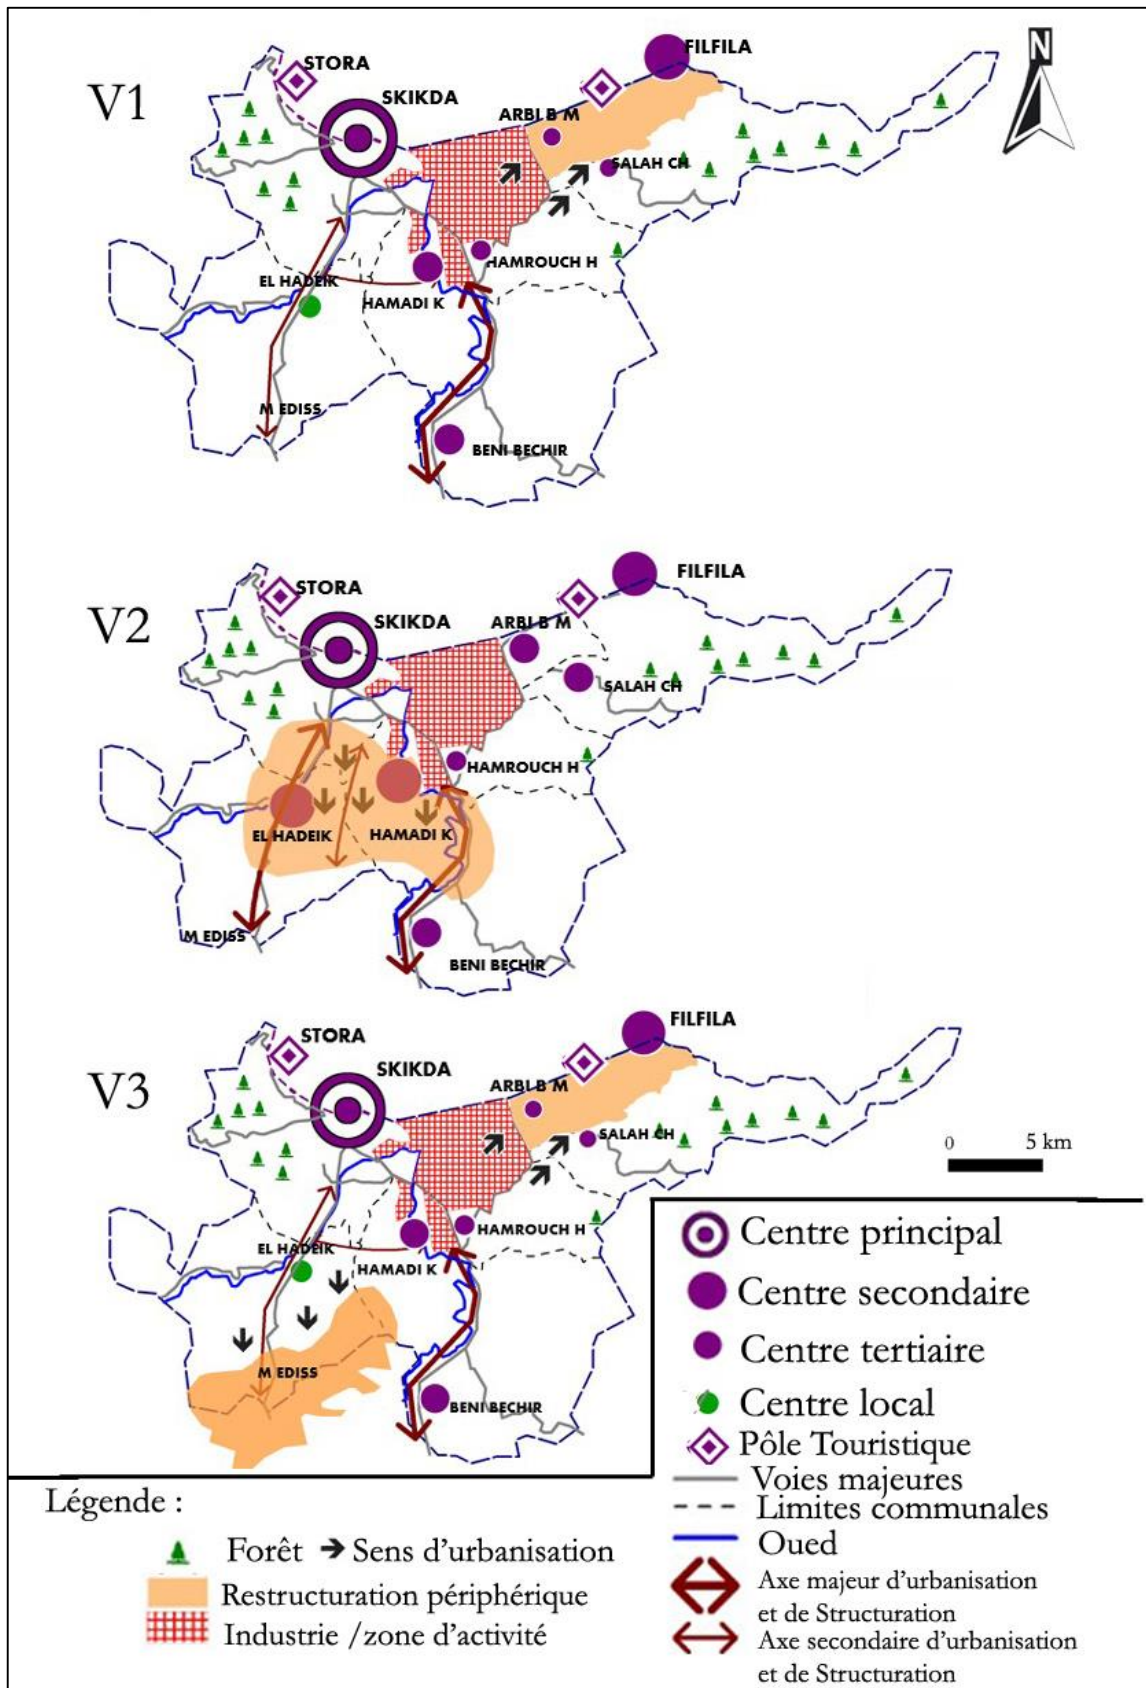 V1
STORA
SKIKDA
FILFILA
N
ARBI B M
SALAH CH
HAMROUCH H
EL HADEIK
HAMADI K
M EDISS
BENI BECHIR
V2
STORA
SKIKDA
FILFILA
ARBI B M
SALAH CH
HAMROUCH H
EL HADEIK
HAMADI K
M EDISS
BENI BECHIR
V3
STORA
SKIKDA
FILFILA
ARBI B M
SALAH CH
HAMROUCH H
EL HADEIK
HAMADI K
M EDISS
BENI BECHIR
0 5 km
Centre principal
Centre secondaire
Centre tertiaire
Centre local
Pôle Touristique
Voies majeures
Limites communales
Oued
Axe majeur d'urbanisation
et de Structuration
Axe secondaire d'urbanisation
et de Structuration
Légende :
Forêt
Sens d'urbanisation
Restructuration périphérique
Industrie /zone d'activité